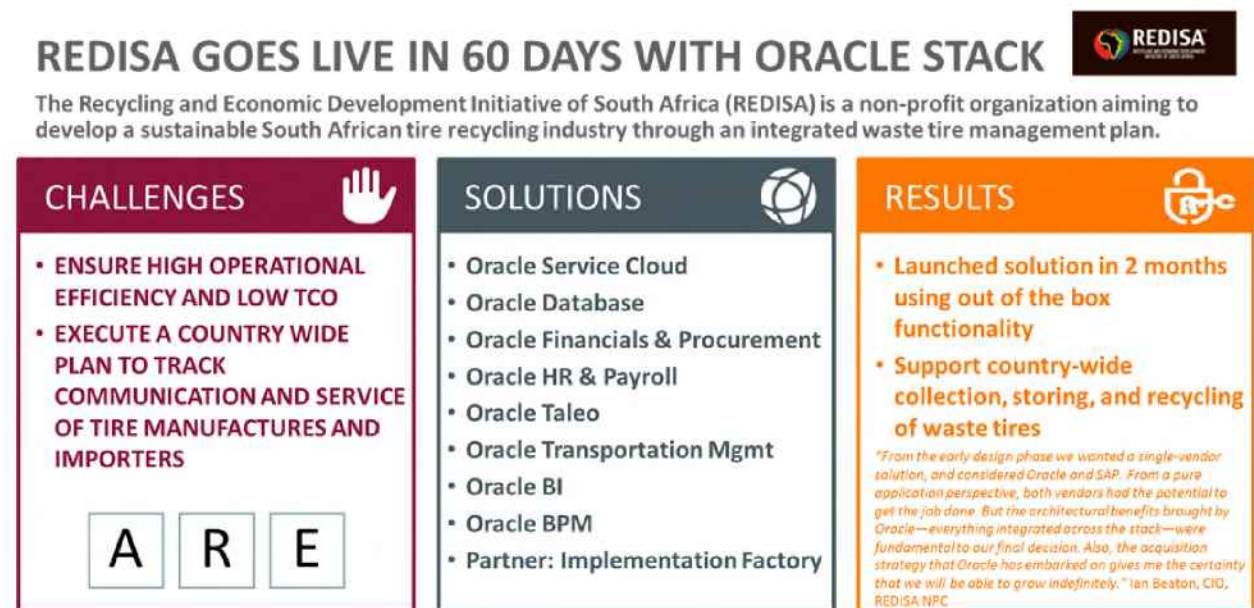 REDISA GOES LIVE IN 60 DAYS WITH ORACLE STACK
REDISA
The Recycling and Economic Development Initiative of South Africa (REDISA) is a non-profit organization aiming to
develop a sustainable South African tire recycling industry through an integrated waste tire management plan.
CHALLENGES
• ENSURE HIGH OPERATIONAL
EFFICIENCY AND LOW TCO
• EXECUTE A COUNTRY WIDE
PLAN TO TRACK
COMMUNICATION AND SERVICE
OF TIRE MANUFACTURES AND
IMPORTERS
A R E
SOLUTIONS
• Oracle Service Cloud
• Oracle Database
• Oracle Financials & Procurement
• Oracle HR & Payroll
• Oracle Taleo
• Oracle Transportation Mgmt
• Oracle BI
• Oracle BPM
• Partner: Implementation Factory
RESULTS
• Launched solution in 2 months
using out of the box
functionality
• Support country-wide
collection, storing, and recycling
of waste tires
"From the early design phase we wanted a single-vendor
solution, and considered Oracle and SAP. From a pure
application perspective, both vendors had the potential to
get the job done. But the architectural benefits brought by
Oracle—everything integrated across the stack—were
fundamental to our final decision. Also, the acquisition
strategy that Oracle has embarked on gives me the certainty
that we will be able to grow indefinitely." Ian Beaton, CIO,
REDISA NPC